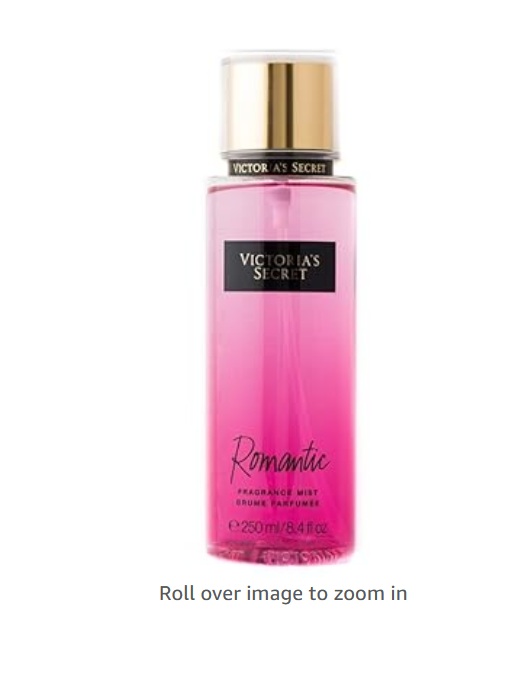 VICTORIA'S SECRET
VICTORIA'S
SECRET
Romantic
FRAGRANCE MIST
BRUME PARFUMÉE
℮ 250 ml/8.4 fl oz
Roll over image to zoom in